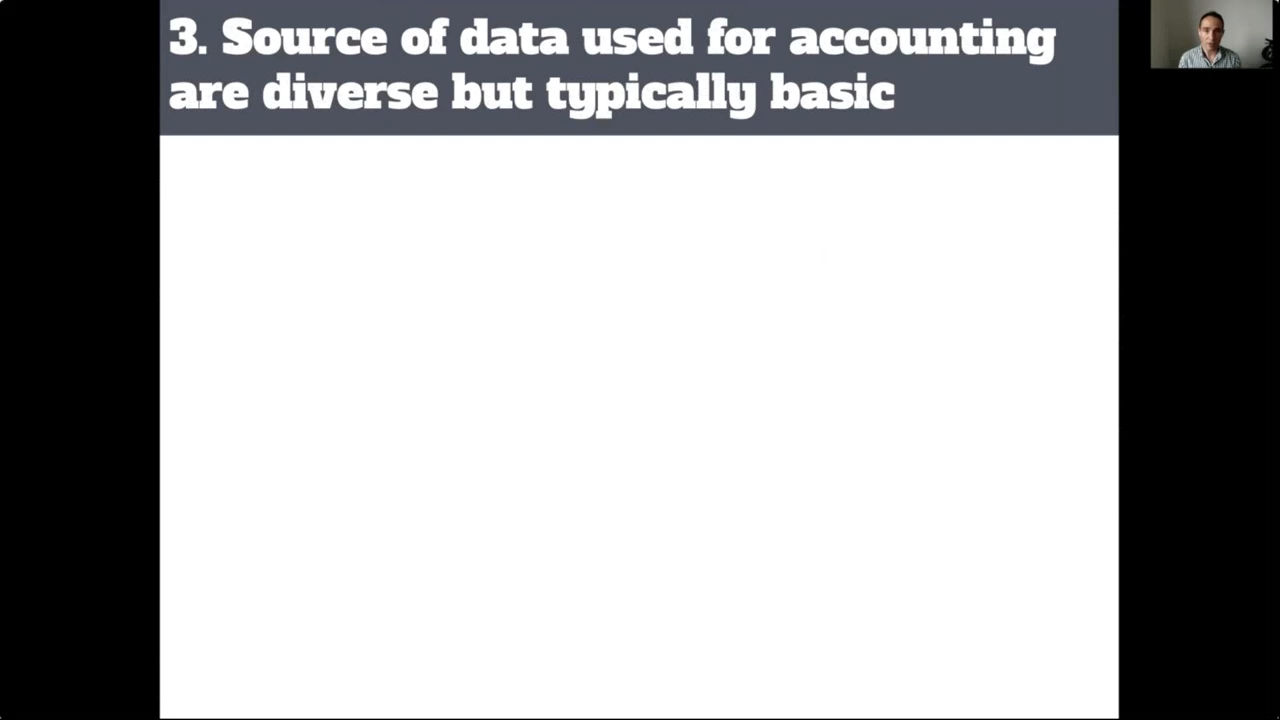 3. Source of data used for accounting
are diverse but typically basic